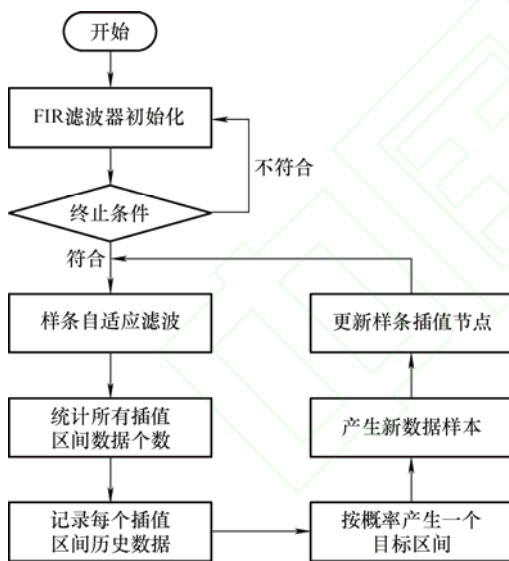 开始
FIR滤波器初始化
不符合
终止条件
符合
样条自适应滤波
更新样条插值节点
统计所有插值
区间数据个数
产生新数据样本
记录每个插值
区间历史数据
按概率产生一个
目标区间